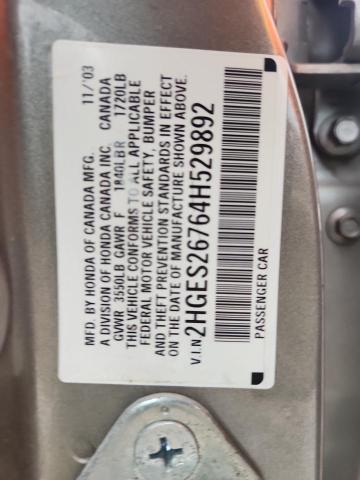 MFD. BY HONDA OF CANADA MFG. 11/'03
A DIVISION OF HONDA CANADA INC. CANADA
GVWR 3550LB GAWR F 1840LB R 1720LB
THIS VEHICLE CONFORMS TO ALL APPLICABLE
FEDERAL MOTOR VEHICLE SAFETY, BUMPER
AND THEFT PREVENTION STANDARDS IN EFFECT
ON THE DATE OF MANUFACTURE SHOWN ABOVE.
V.I.N 2HGES26764H529892
PASSENGER CAR